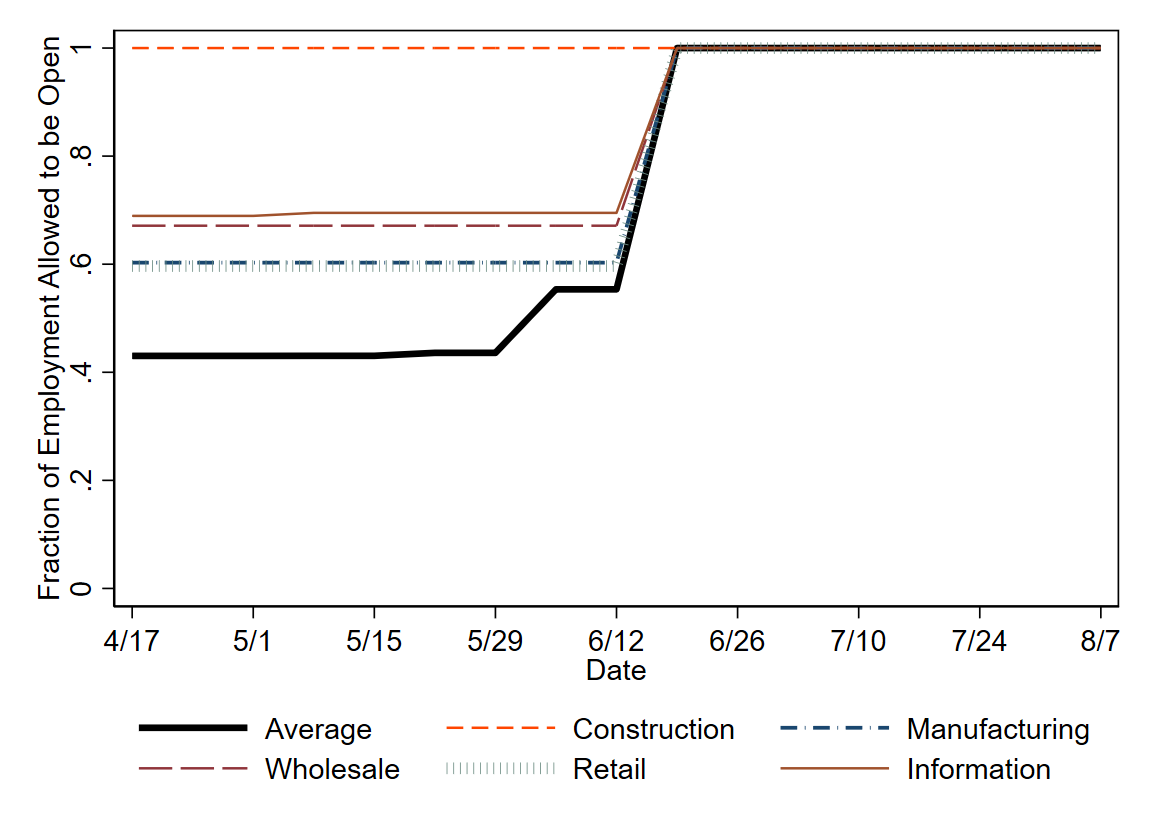 Fraction of Employment Allowed to be Open
1
.8
.6
.4
.2
0
4/17 5/1 5/15 5/29 6/12 6/26 7/10 7/24 8/7
Date
Average Construction Manufacturing
Wholesale Retail Information